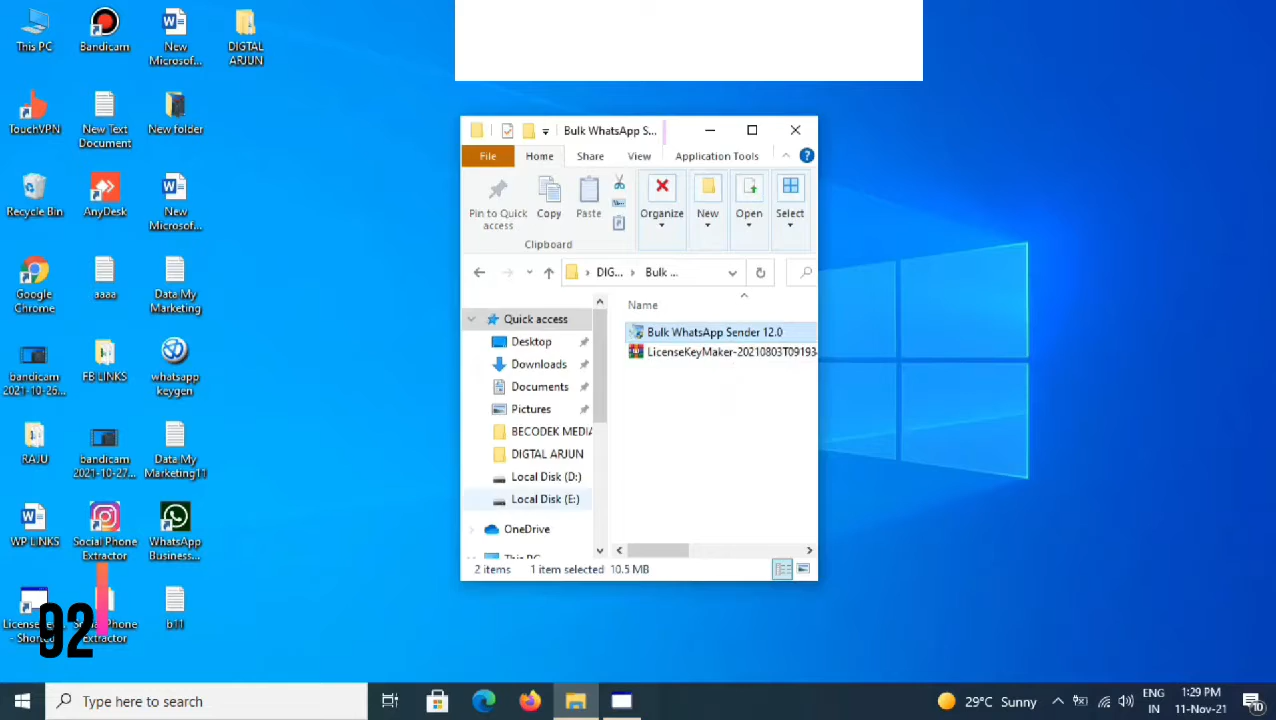 This PC
Bandicam
New
Microsof...
DIGTAL
ARJUN
TouchVPN
New Text
Document
New folder
Recycle Bin
AnyDesk
New
Microsof...
Google
Chrome
aaaa
Data My
Marketing
bandicam
2021-10-26...
FB LINKS
whatsapp
keygen
RAJU
bandicam
2021-10-27...
Data My
Marketing11
WP LINKS
Social Phone
Extractor
WhatsApp
Business...
- Short
Extractor
b11
92
Bulk WhatsApp S...
File
Home
Share
View
Application Tools
Pin to Quick
access
Copy
Paste
Organize
New
Open
Select
Clipboard
DIG...
Bulk ...
Name
Quick access
Desktop
Downloads
Documents
Pictures
BECODEK MEDIA
DIGTAL ARJUN
Local Disk (D:)
Local Disk (E:)
OneDrive
This PC
Bulk WhatsApp Sender 12.0
LicenseKeyMaker-20210803T09193
2 items
1 item selected
10.5 MB
Type here to search
29°C Sunny
ENG
IN
1:29 PM
11-Nov-21
10